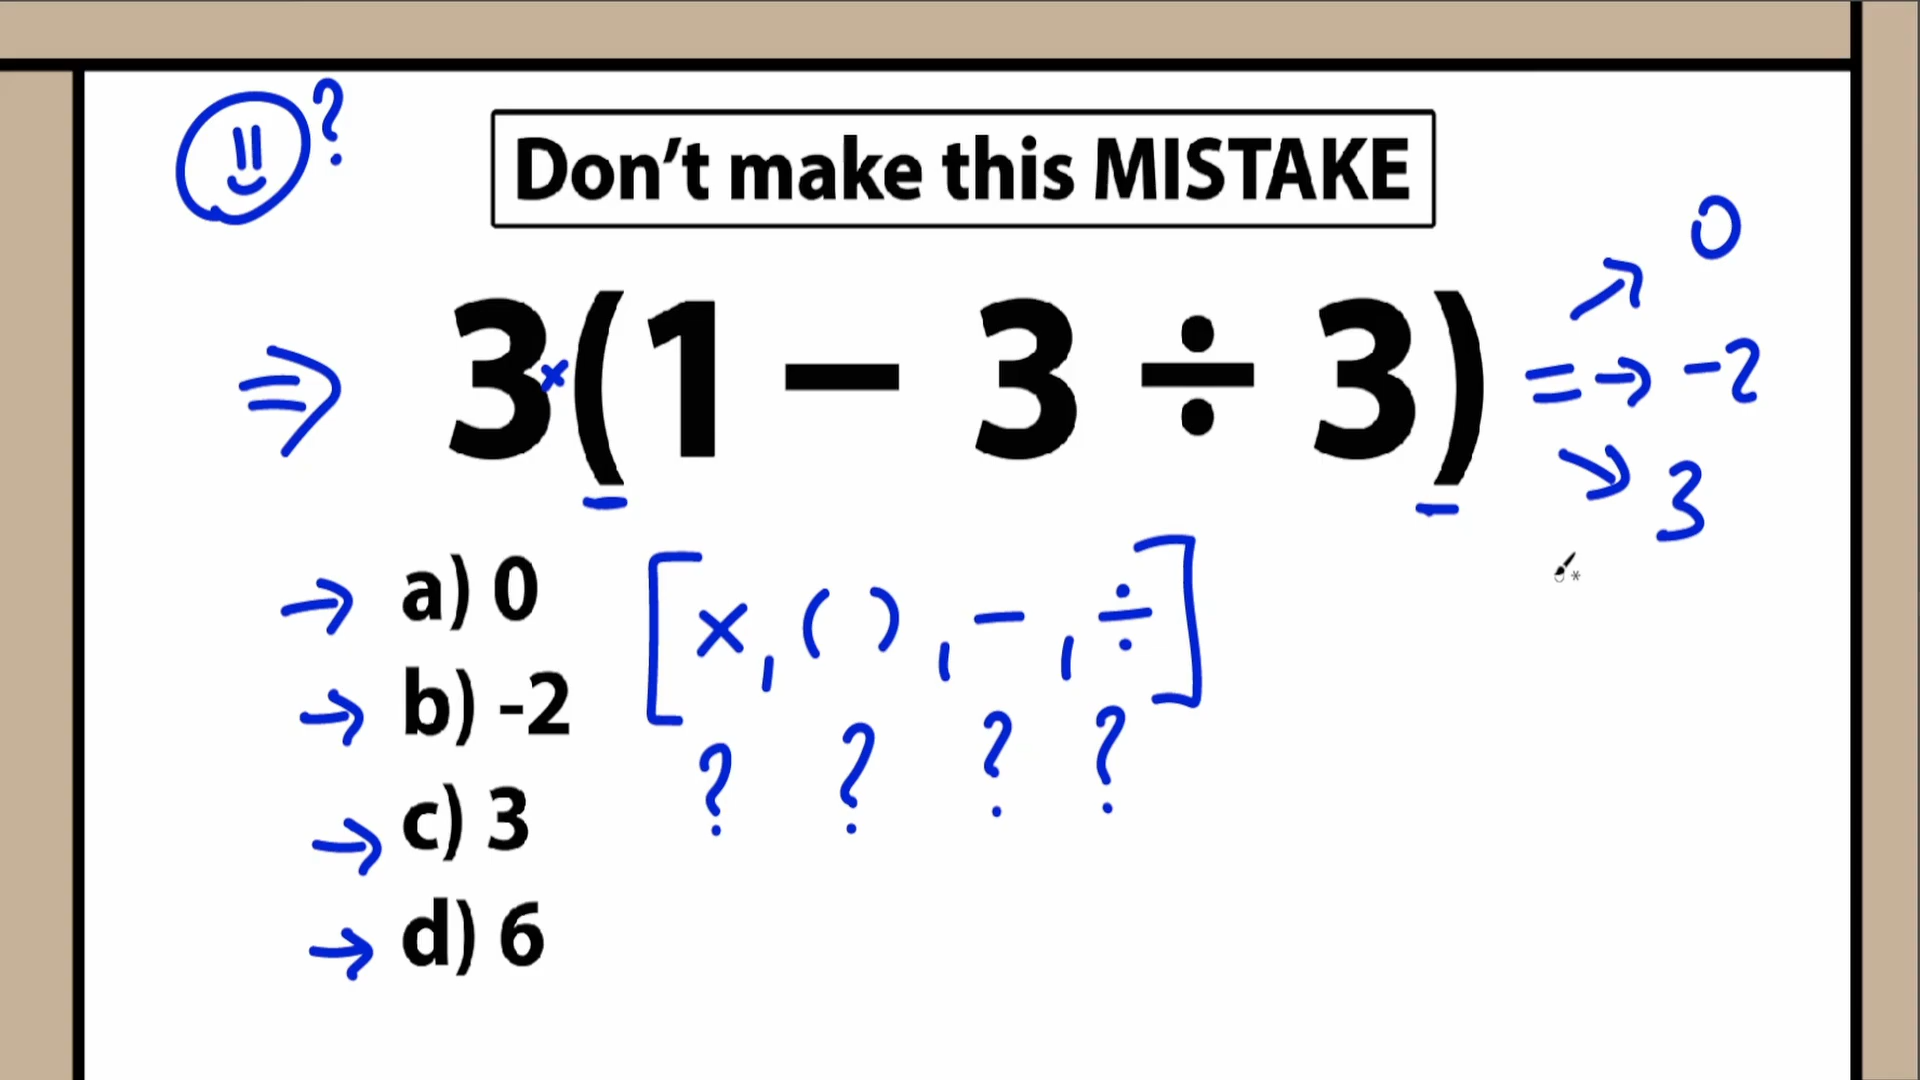 ?
Don't make this MISTAKE
0
⇒ 3×(1 − 3 ÷ 3) = → -2
3
→ a) 0
[×, ( ), −, ÷]
→ b) -2
? ? ? ?
→ c) 3
→ d) 6